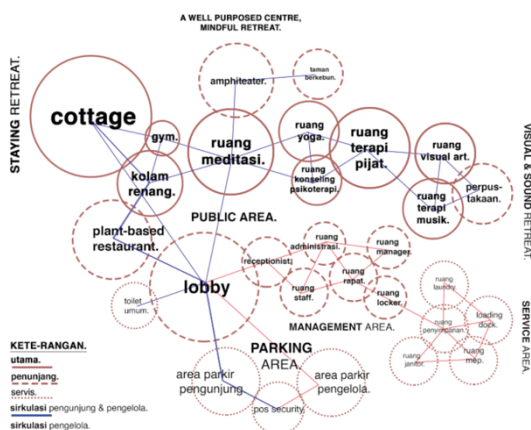 A WELL PURPOSED CENTRE,
MINDFUL RETREAT.
STAYING RETREAT.
cottage
amphiteater.
taman
berkebun.
gym.
ruang
meditasi.
ruang
yoga.
ruang
terapi
pijat.
ruang
visual art.
kolam
renang.
ruang
konseling
psikoterapi.
ruang
terapi
musik.
perpus-
takaan.
VISUAL & SOUND RETREAT.
plant-based
restaurant.
PUBLIC AREA.
lobby
receptionist.
ruang
administrasi.
ruang
manager.
ruang
staff.
ruang
rapat.
ruang
locker.
toilet
umum.
MANAGEMENT AREA.
ruang
laundry.
ruang
penyimpanan.
loading
dock.
ruang
janitor.
ruang
mep.
SERVICE AREA.
PARKING
AREA.
area parkir
pengunjung.
area parkir
pengelola.
pos security.
KETE-RANGAN.
utama.
penunjang.
servis.
sirkulasi pengunjung & pengelola.
sirkulasi pengelola.